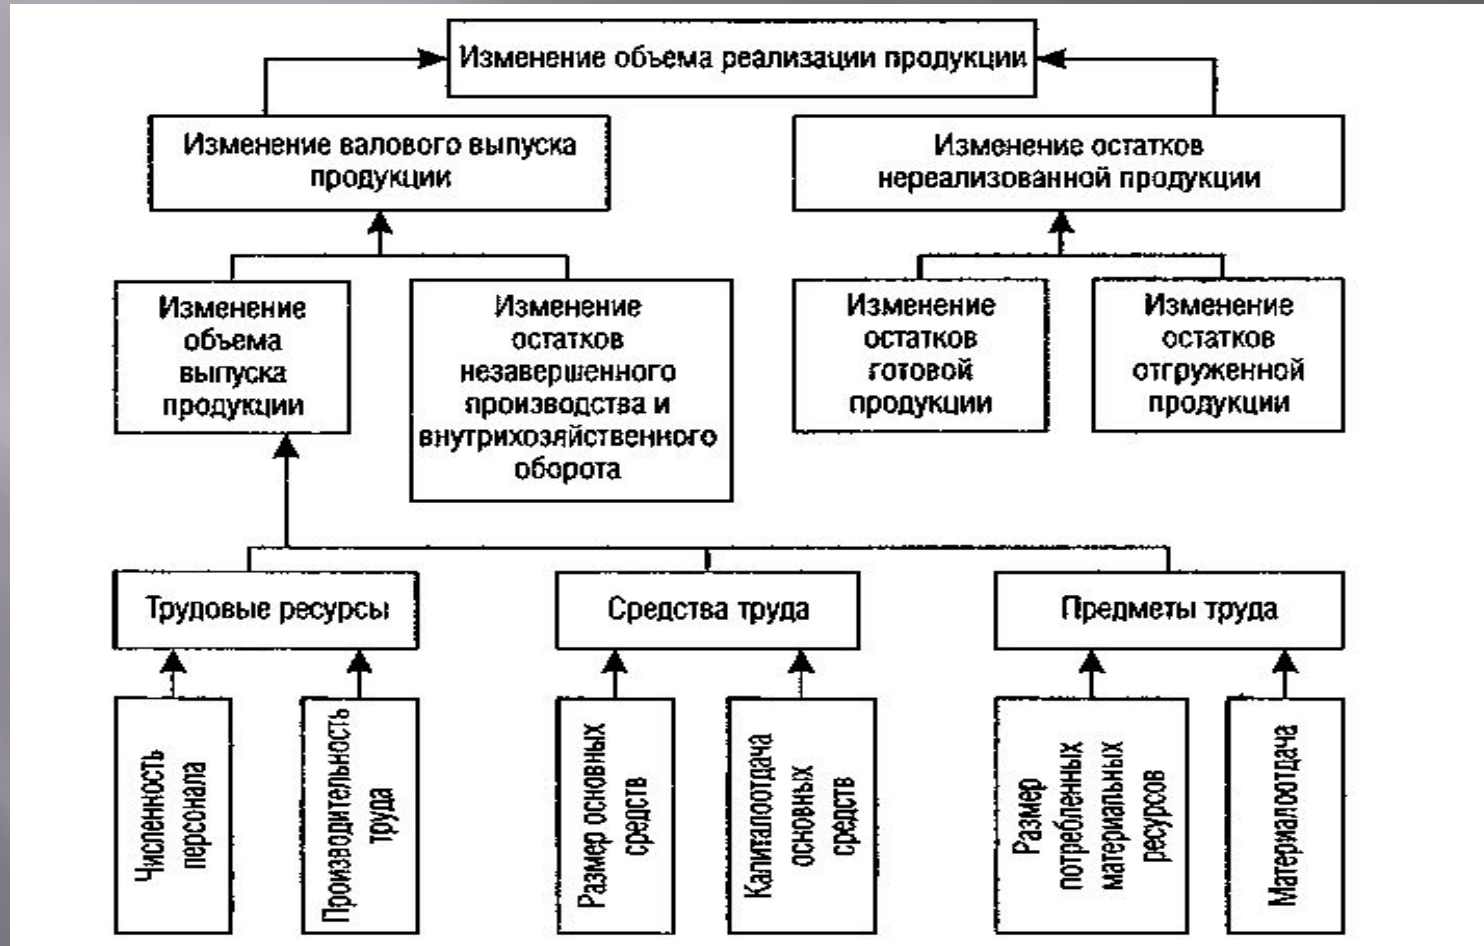 Изменение объема реализации продукции
Изменение валового выпуска
продукции
Изменение остатков
нереализованной продукции
Изменение
объема
выпуска
продукции
Изменение
остатков
незавершенного
производства и
внутрихозяйственного
оборота
Изменение
остатков
готовой
продукции
Изменение
остатков
отгруженной
продукции
Трудовые ресурсы
Средства труда
Предметы труда
Численность
персонала
Производительность
труда
Размер основных
средств
Капиталоотдача
основных
средств
Размер
потребленных
материальных
ресурсов
Материалоотдача